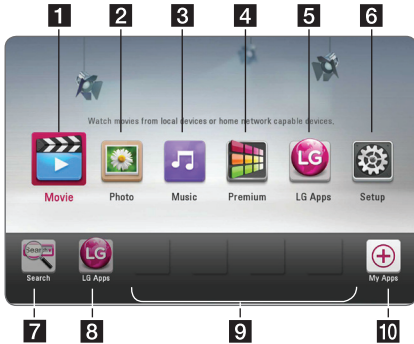 1 2 3 4 5 6
Watch movies from local devices or home network capable devices.
LG
Movie Photo Music Premium LG Apps Setup
Search LG
Search LG Apps My Apps
7 8 9 10